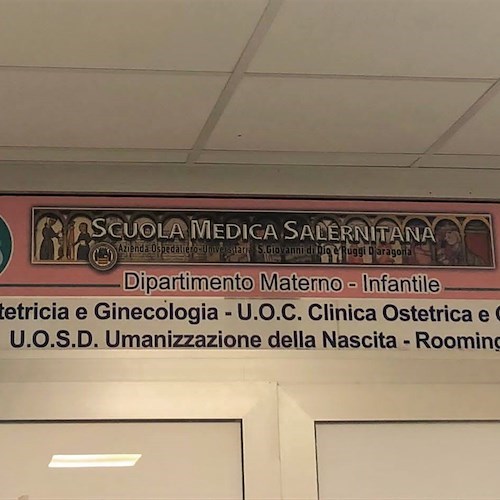 SCUOLA MEDICA SALERNITANA
Azienda Ospedaliero-Universitaria S.Giovanni di Dio e Ruggi D'aragona
Dipartimento Materno - Infantile
tetricia e Ginecologia - U.O.C. Clinica Ostetrica e G
U.O.S.D. Umanizzazione della Nascita - Rooming